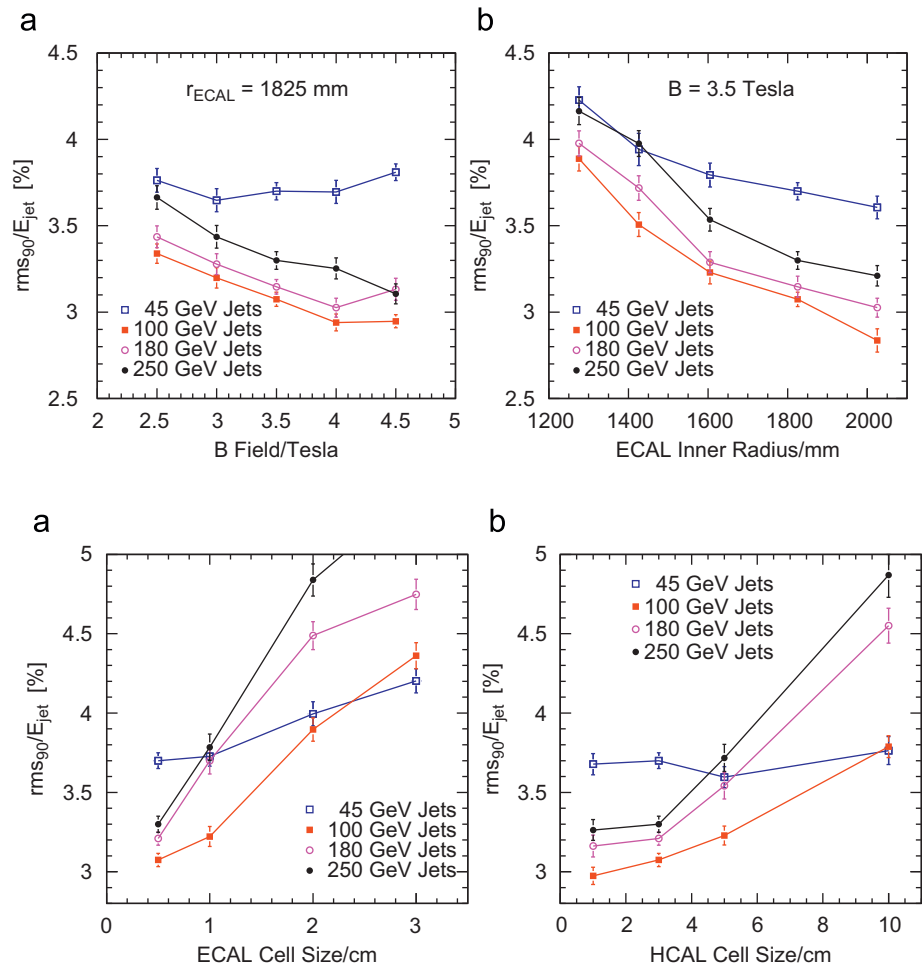 a
b
4.5
4
3.5
3
2.5
rms90/Ejet [%]
rECAL = 1825 mm
45 GeV Jets
100 GeV Jets
180 GeV Jets
250 GeV Jets
2 2.5 3 3.5 4 4.5 5
B Field/Tesla
4.5
4
3.5
3
2.5
rms90/Ejet [%]
B = 3.5 Tesla
45 GeV Jets
100 GeV Jets
180 GeV Jets
250 GeV Jets
1200 1400 1600 1800 2000
ECAL Inner Radius/mm
a
b
5
4.5
4
3.5
3
rms90/Ejet [%]
45 GeV Jets
100 GeV Jets
180 GeV Jets
250 GeV Jets
0 1 2 3
ECAL Cell Size/cm
5
4.5
4
3.5
3
rms90/Ejet [%]
45 GeV Jets
100 GeV Jets
180 GeV Jets
250 GeV Jets
0 2 4 6 8 10
HCAL Cell Size/cm